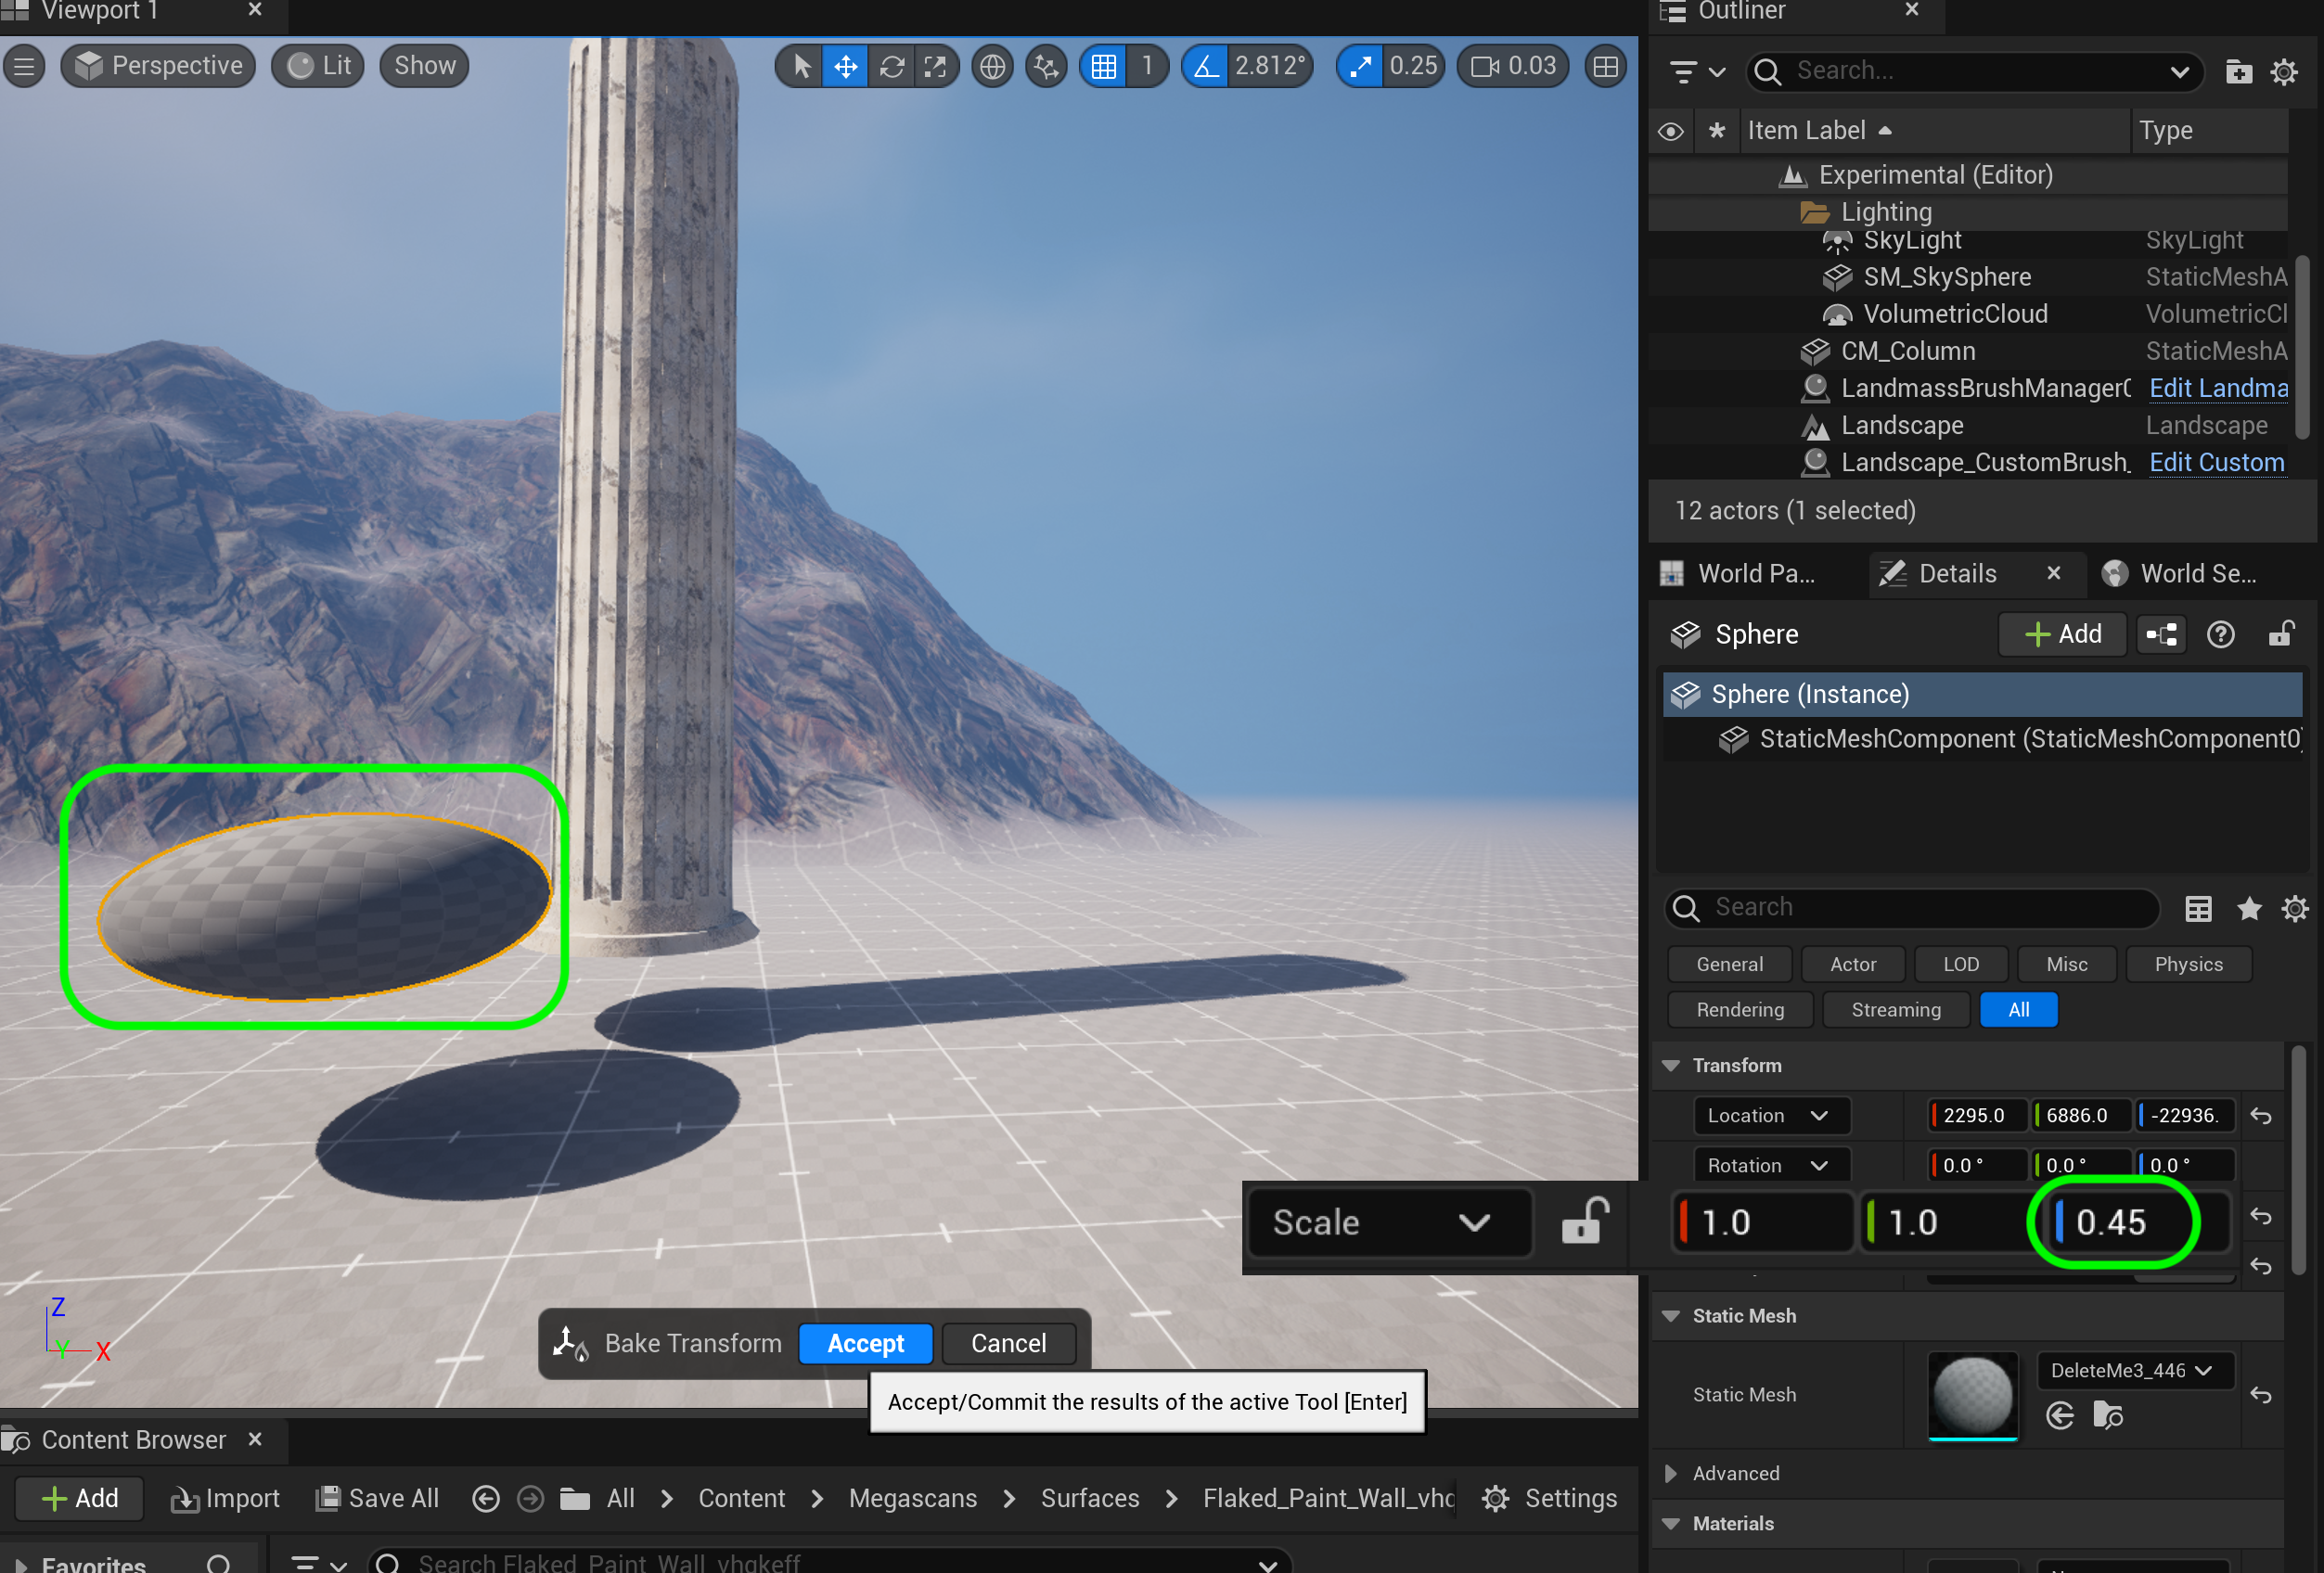 Viewport 1
Perspective
Lit
Show
1
2.812°
0.25
0.03
Z
Y
X
Bake Transform
Accept
Cancel
Accept/Commit the results of the active Tool [Enter]
Content Browser
Add
Import
Save All
All
Content
Megascans
Surfaces
Flaked_Paint_Wall_vhq
Settings
Favorites
Search Flaked_Paint_Wall_vhgkeff
Outliner
Search...
Item Label
Type
Experimental (Editor)
Lighting
SkyLight SkyLight
SM_SkySphere StaticMeshA
VolumetricCloud VolumetricCl
CM_Column StaticMeshA
LandmassBrushManager Edit Landma
Landscape Landscape
Landscape_CustomBrush_ Edit Custom
12 actors (1 selected)
World Pa...
Details
World Se...
Sphere
Add
Sphere (Instance)
StaticMeshComponent (StaticMeshComponent0)
Search
General
Actor
LOD
Misc
Physics
Rendering
Streaming
All
Transform
Location 2295.0 6886.0 -22936.
Rotation 0.0 ° 0.0 ° 0.0 °
Scale 1.0 1.0 0.45
Static Mesh
Static Mesh
DeleteMe3_446
Advanced
Materials